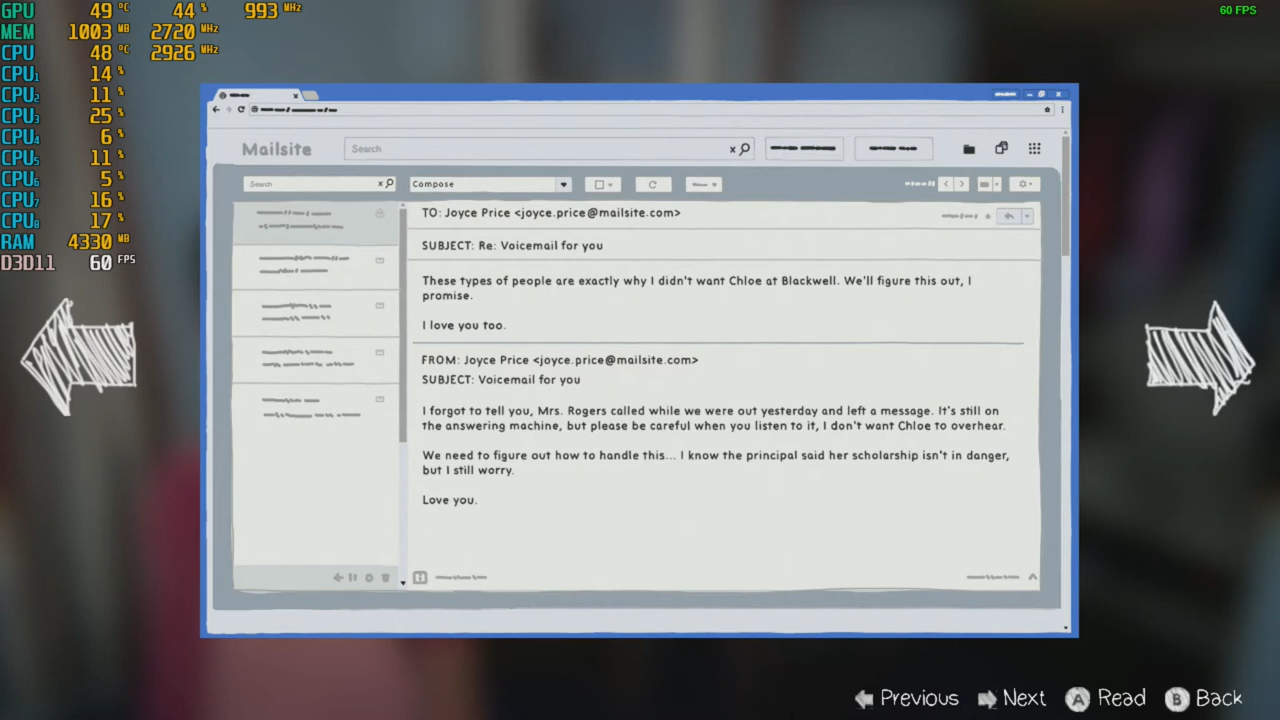 GPU 49 °C 44 % 993 MHz
60 FPS
MEM 1003 MB 2720 MHz
CPU 48 °C 2926 MHz
CPU1 14 %
CPU2 11 %
CPU3 25 %
CPU4 6 %
CPU5 11 %
CPU6 5 %
CPU7 16 %
CPU8 17 %
RAM 4330 MB
D3D11 60 FPS
Mailsite
Search x
Search x
Compose
TO: Joyce Price <joyce.price@mailsite.com>
SUBJECT: Re: Voicemail for you
These types of people are exactly why I didn't want Chloe at Blackwell. We'll figure this out, I
promise.
I love you too.
FROM: Joyce Price <joyce.price@mailsite.com>
SUBJECT: Voicemail for you
I forgot to tell you, Mrs. Rogers called while we were out yesterday and left a message. It's still on
the answering machine, but please be careful when you listen to it, I don't want Chloe to overhear.
We need to figure out how to handle this... I know the principal said her scholarship isn't in danger,
but I still worry.
Love you.
Previous Next A Read B Back